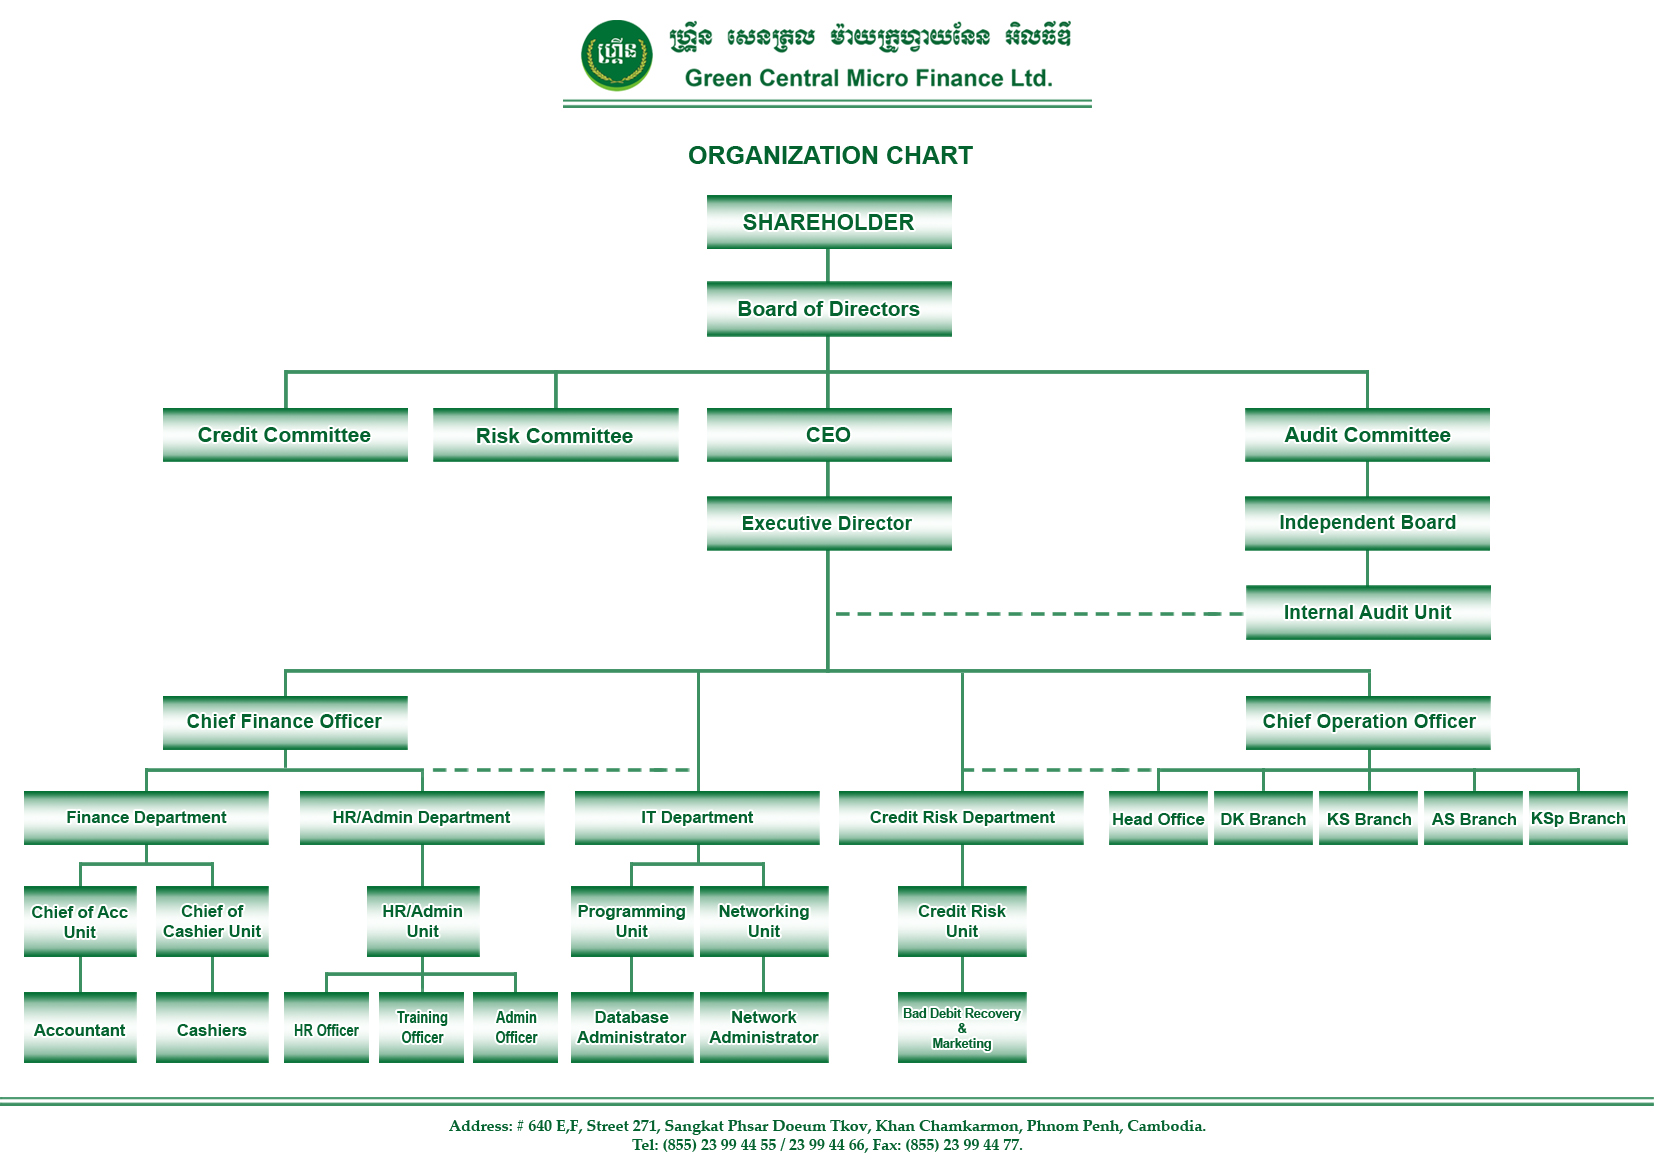 ហ្គ្រីន
ហ្គ្រីន សេនត្រល ម៉ាយក្រូហ្វាយនែន អិលធីឌី
Green Central Micro Finance Ltd.
ORGANIZATION CHART
SHAREHOLDER
Board of Directors
Credit Committee
Risk Committee
CEO
Audit Committee
Executive Director
Independent Board
Internal Audit Unit
Chief Finance Officer
Chief Operation Officer
Finance Department
HR/Admin Department
IT Department
Credit Risk Department
Head Office
DK Branch
KS Branch
AS Branch
KSp Branch
Chief of Acc
Unit
Chief of
Cashier Unit
HR/Admin
Unit
Programming
Unit
Networking
Unit
Credit Risk
Unit
Accountant
Cashiers
HR Officer
Training
Officer
Admin
Officer
Database
Administrator
Network
Administrator
Bad Debit Recovery
&
Marketing
Address: # 640 E,F, Street 271, Sangkat Phsar Doeum Tkov, Khan Chamkarmon, Phnom Penh, Cambodia.
Tel: (855) 23 99 44 55 / 23 99 44 66, Fax: (855) 23 99 44 77.